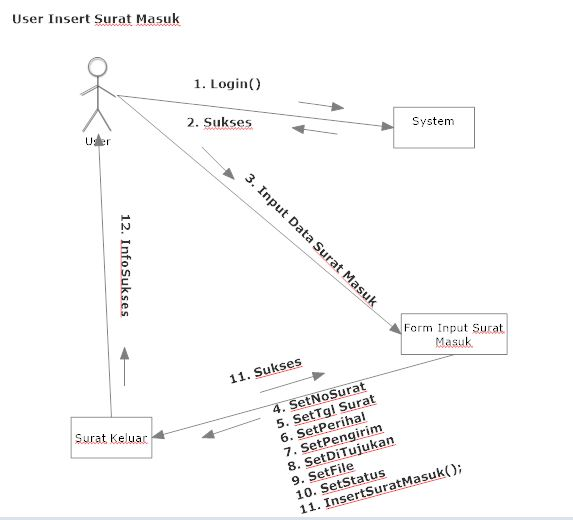 User Insert Surat Masuk
1. Login()
2. Sukses
System
User
3. Input Data Surat Masuk
12. InfoSukses
Form Input Surat
Masuk
11. Sukses
4. SetNoSurat
5. SetTgl Surat
6. SetPerihal
7. SetPengirim
8. SetDiTujukan
9. SetFile
10. SetStatus
11. InsertSuratMasuk();
Surat Keluar